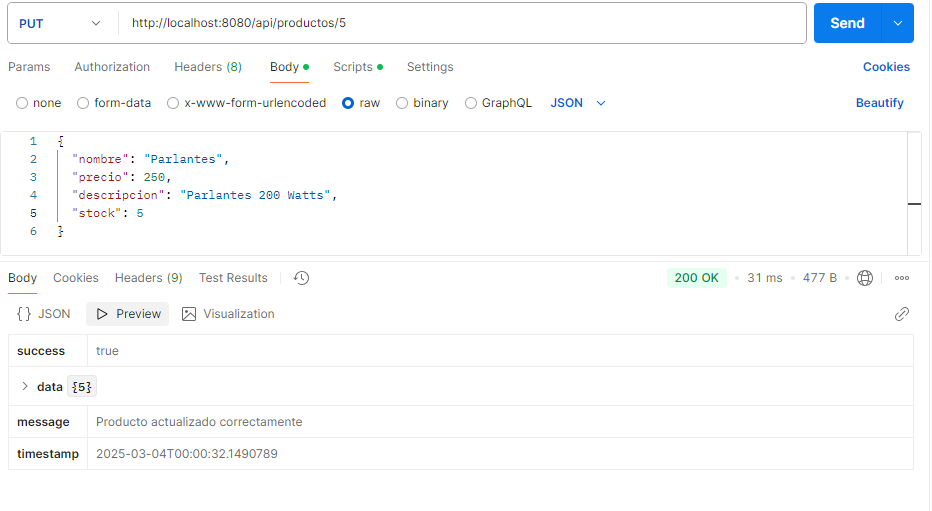 PUT http://localhost:8080/api/productos/5 Send
Params Authorization Headers (8) Body Scripts Settings Cookies
none form-data x-www-form-urlencoded raw binary GraphQL JSON Beautify
1 {
2 "nombre": "Parlantes",
3 "precio": 250,
4 "descripcion": "Parlantes 200 Watts",
5 "stock": 5
6 }
Body Cookies Headers (9) Test Results 200 OK 31 ms 477 B
{} JSON Preview Visualization
success true
data {5}
message Producto actualizado correctamente
timestamp 2025-03-04T00:00:32.1490789